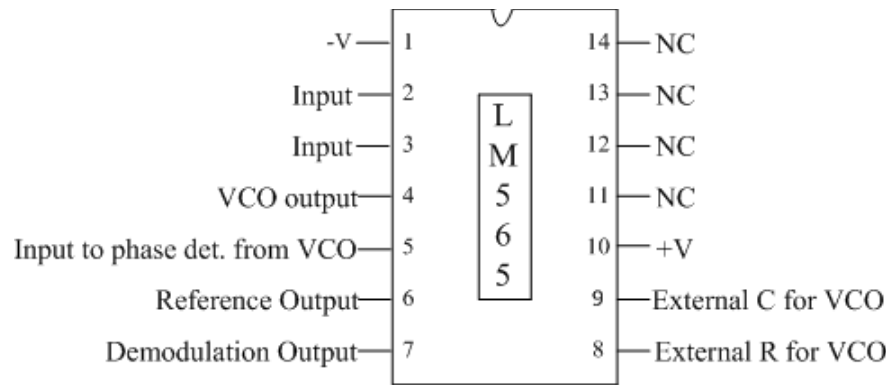 -V 1 14 NC
Input 2 13 NC
Input 3 12 NC
VCO output 4 11 NC
Input to phase det. from VCO 5 10 +V
Reference Output 6 9 External C for VCO
Demodulation Output 7 8 External R for VCO
L
M
5
6
5